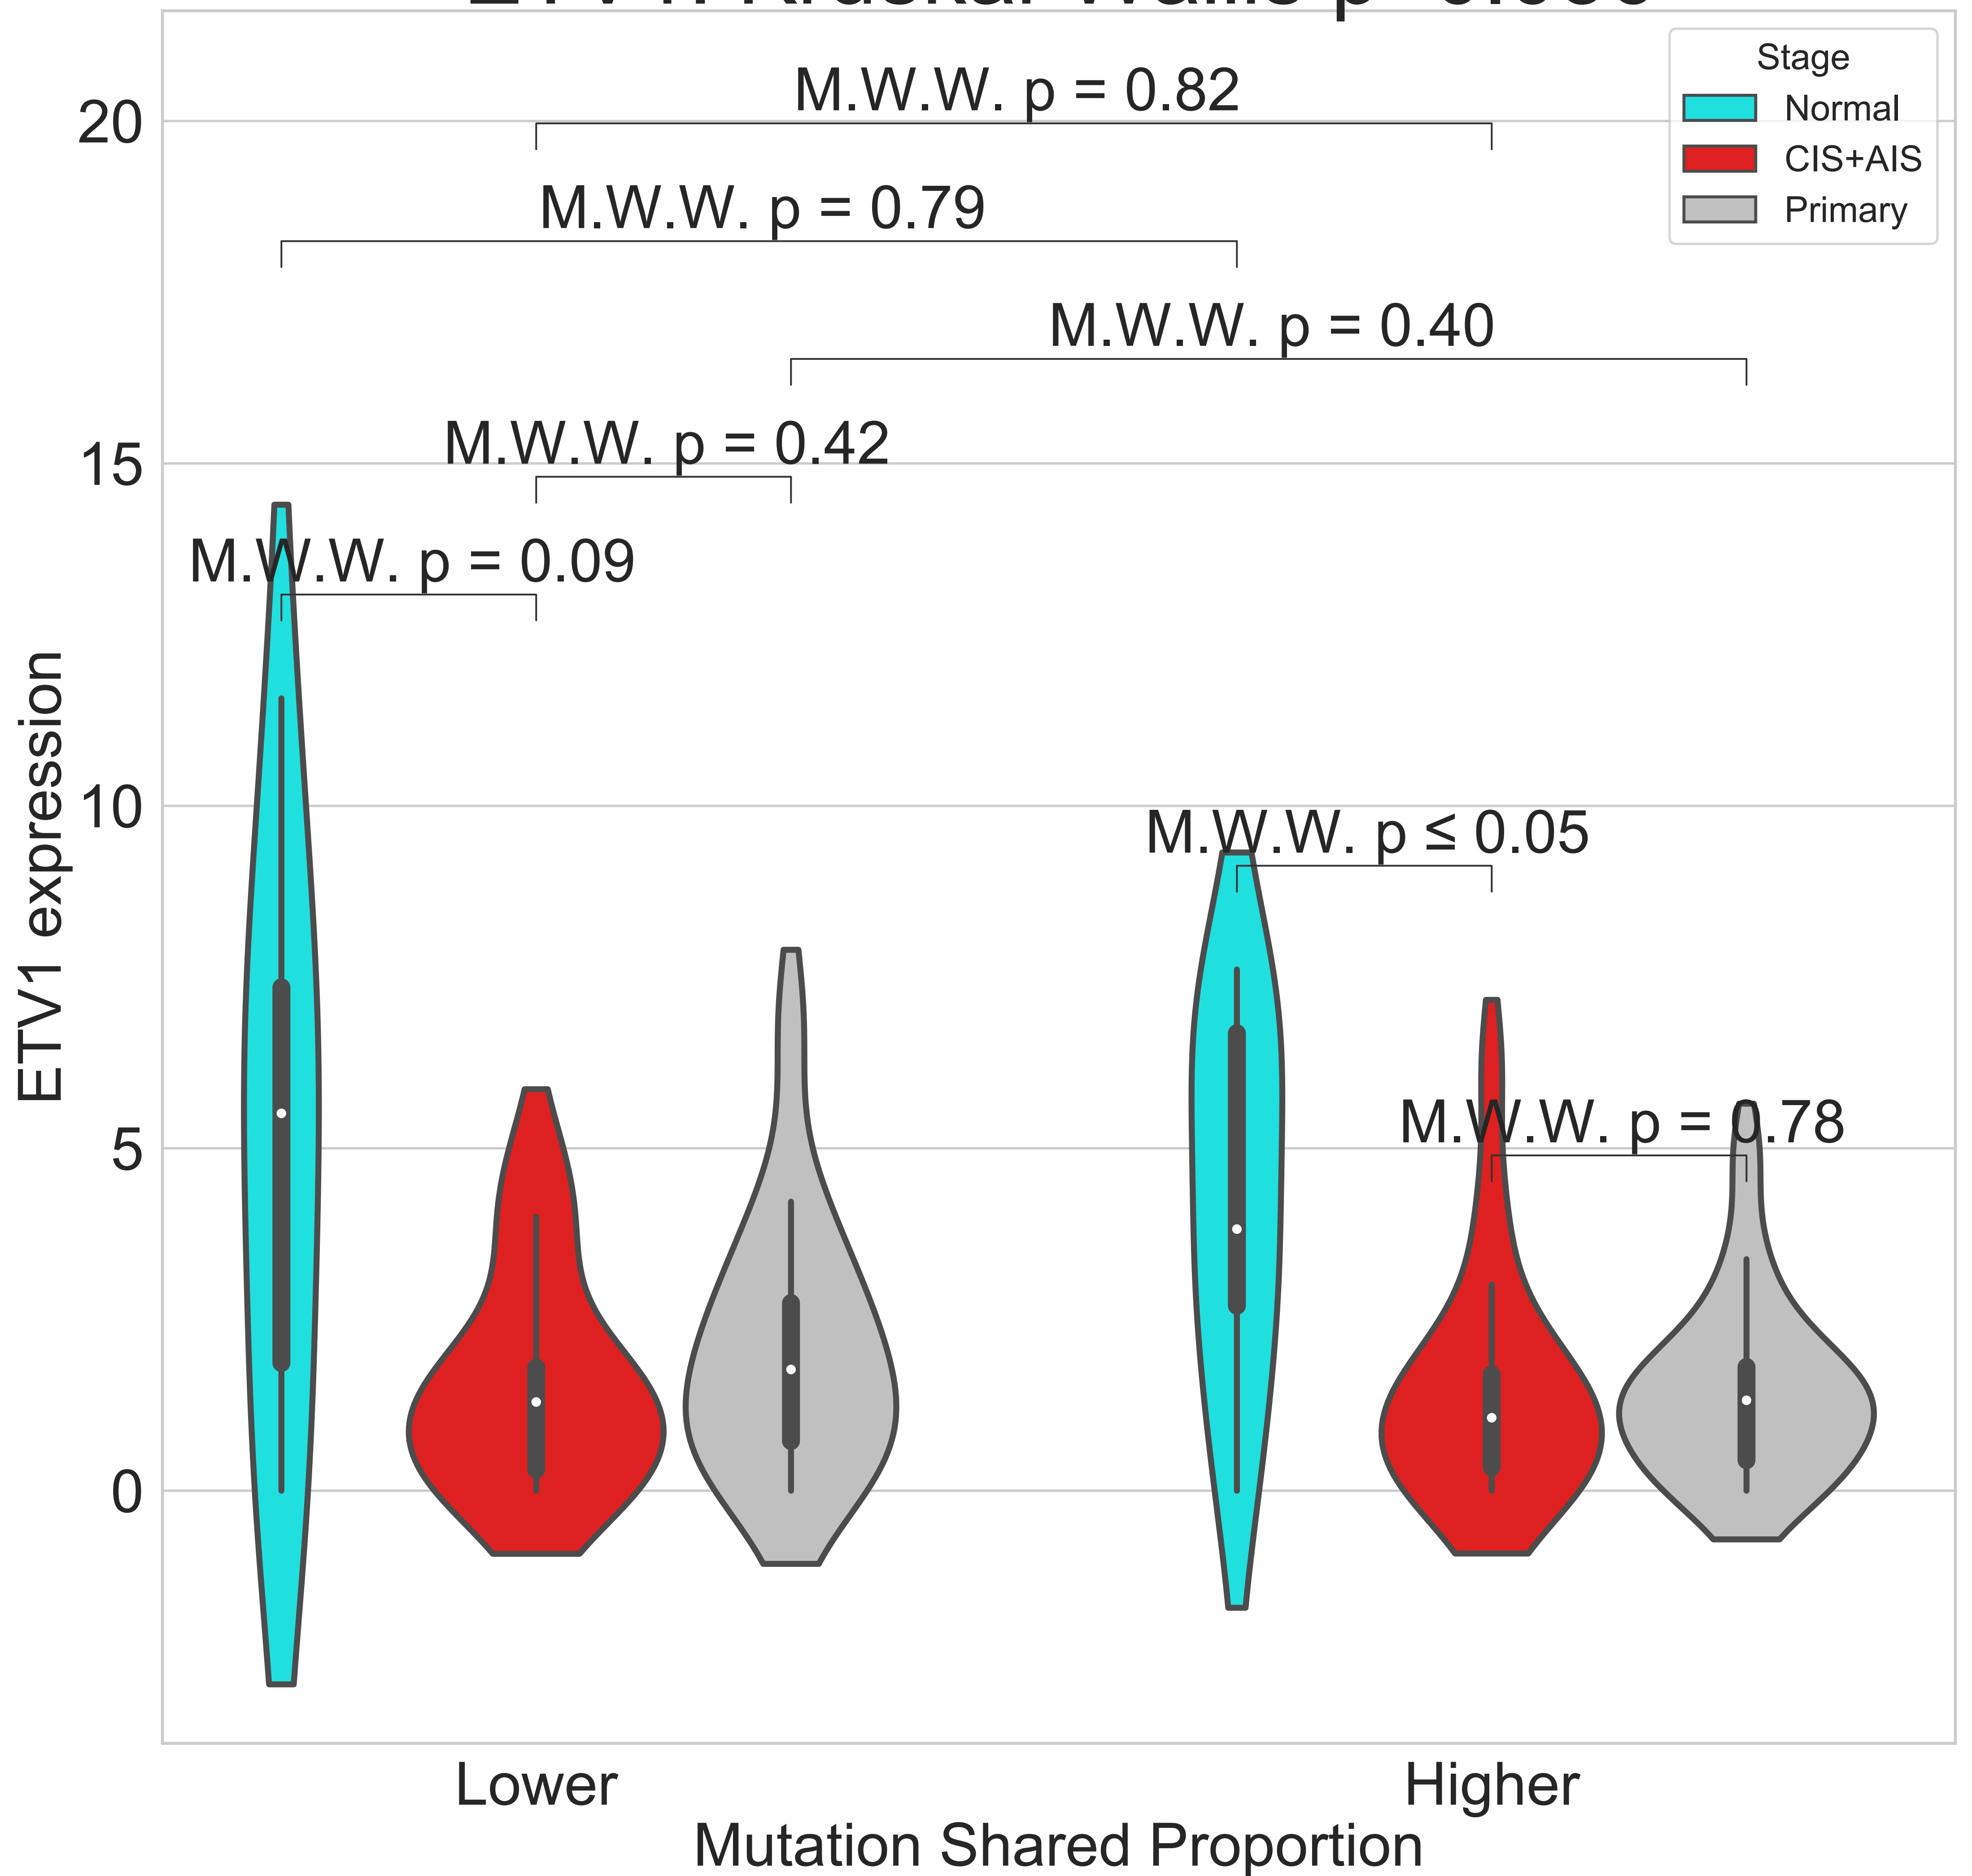 M.W.W. p = 0.82
Stage
Normal
CIS+AIS
Primary
20
M.W.W. p = 0.79
M.W.W. p = 0.40
M.W.W. p = 0.42
15
M.W.W. p = 0.09
ETV1 expression
10
M.W.W. p ≤ 0.05
M.W.W. p = 0.78
5
0
Lower
Higher
Mutation Shared Proportion